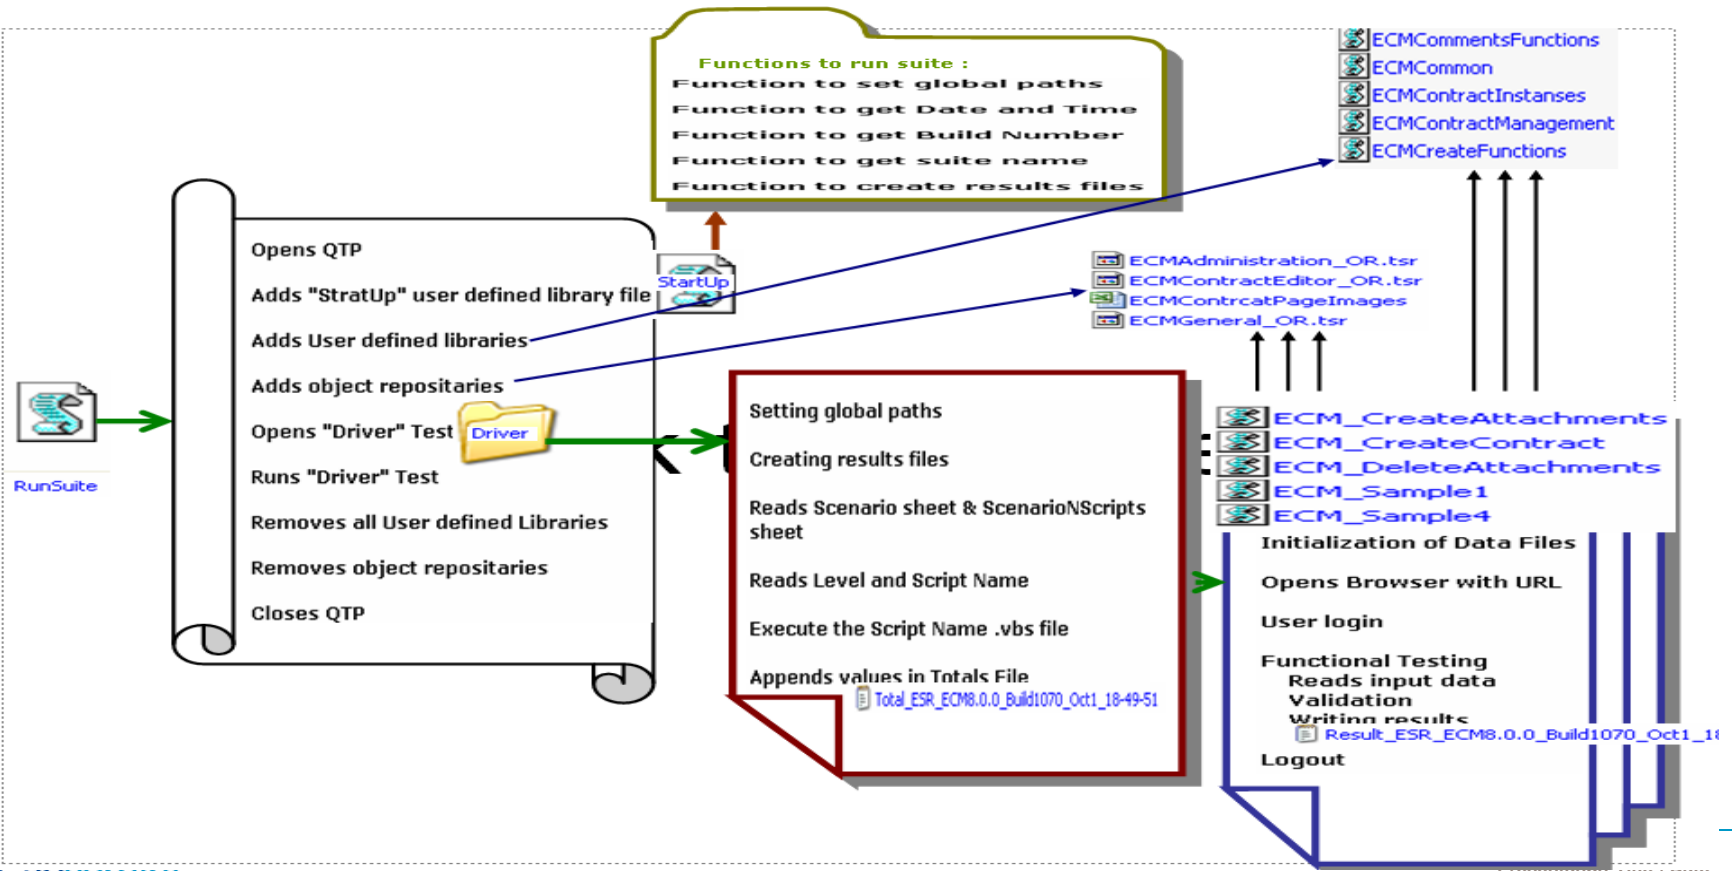 Functions to run suite :
Function to set global paths
Function to get Date and Time
Function to get Build Number
Function to get suite name
Function to create results files
ECMCommentsFunctions
ECMCommon
ECMContractInstanses
ECMContractManagement
ECMCreateFunctions
RunSuite
Opens QTP
Adds "StratUp" user defined library file
Adds User defined libraries
Adds object repositaries
Opens "Driver" Test
Runs "Driver" Test
Removes all User defined Libraries
Removes object repositaries
Closes QTP
StartUp
Driver
ECMAdministration_OR.tsr
ECMContractEditor_OR.tsr
ECMContrcatPageImages
ECMGeneral_OR.tsr
Setting global paths
Creating results files
Reads Scenario sheet & ScenarioNScripts
sheet
Reads Level and Script Name
Execute the Script Name .vbs file
Appends values in Totals File
Total_ESR_ECM8.0.0_Build1070_Oct1_18-49-51
ECM_CreateAttachments
ECM_CreateContract
ECM_DeleteAttachments
ECM_Sample1
ECM_Sample4
Initialization of Data Files
Opens Browser with URL
User login
Functional Testing
Reads input data
Validation
Writing results
Result_ESR_ECM8.0.0_Build1070_Oct1_18
Logout